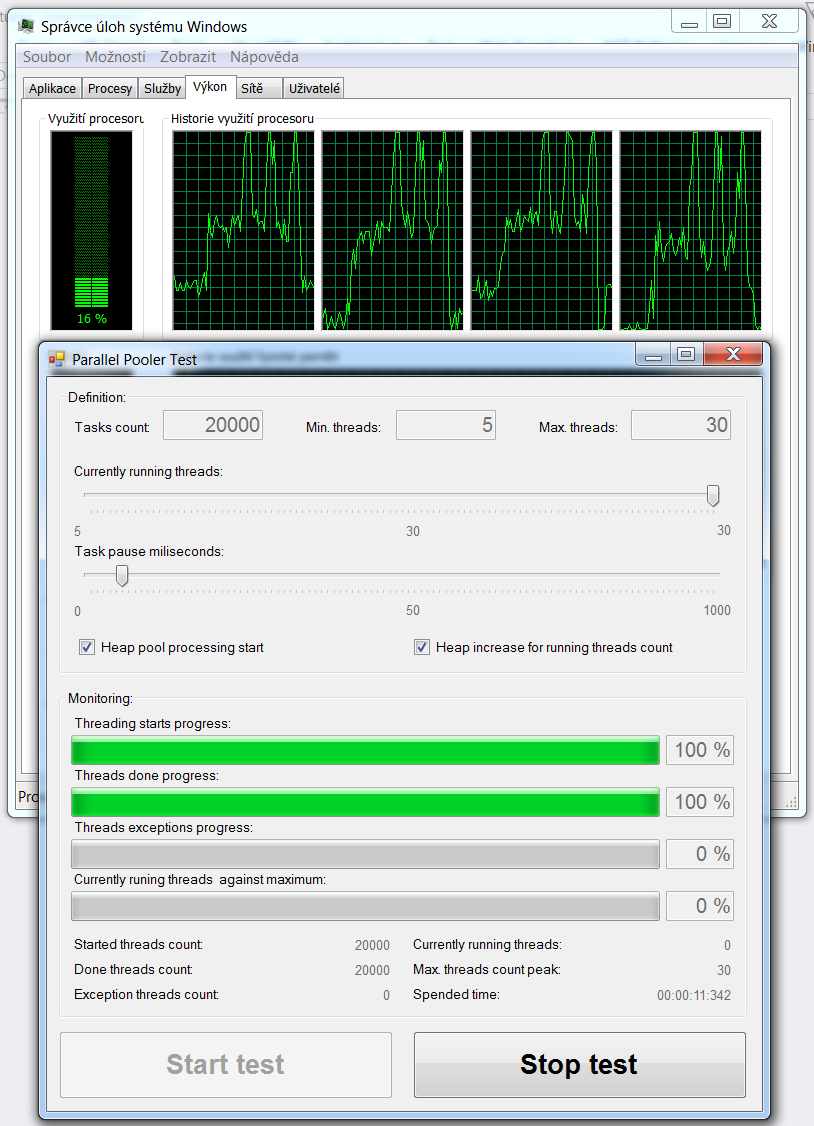 Správce úloh systému Windows
Soubor Možnosti Zobrazit Nápověda
Aplikace Procesy Služby Výkon Sítě Uživatelé
Využití procesoru Historie využití procesoru
16 %
Parallel Pooler Test
Definition:
Tasks count: 20000 Min. threads: 5 Max. threads: 30
Currently running threads:
5 30 30
Task pause miliseconds:
0 50 1000
Heap pool processing start Heap increase for running threads count
Monitoring:
Threading starts progress:
100 %
Threads done progress:
100 %
Pro
Threads exceptions progress:
0 %
Currently runing threads against maximum:
0 %
Started threads count: 20000 Currently running threads: 0
Done threads count: 20000 Max. threads count peak: 30
Exception threads count: 0 Spended time: 00:00:11:342
Start test Stop test